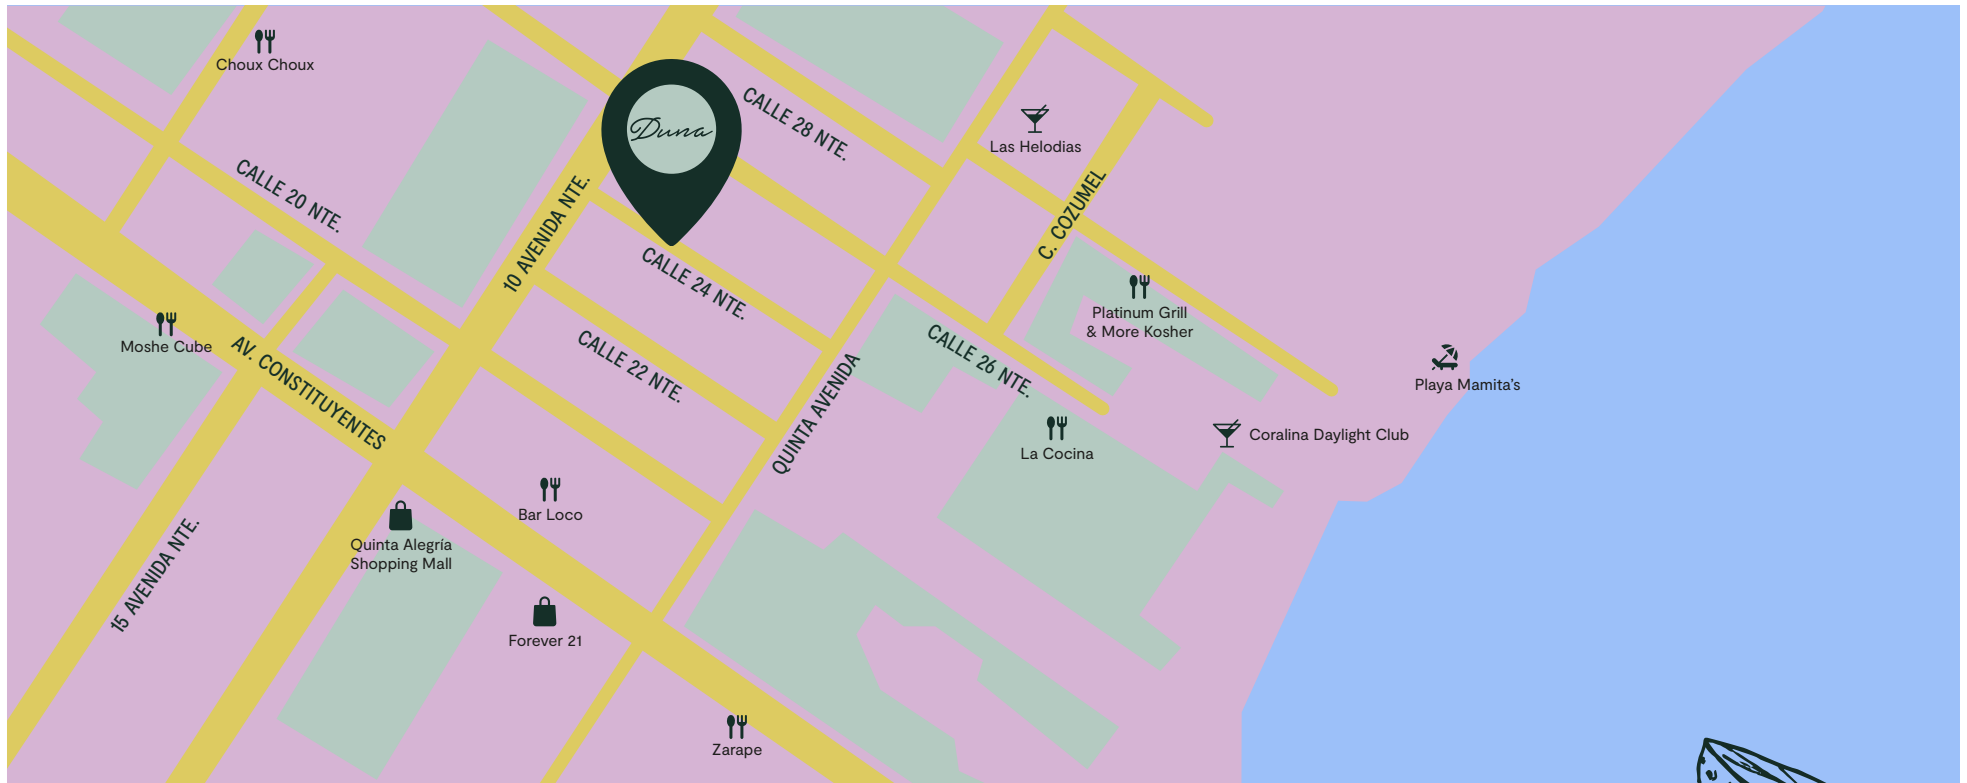 Choux Choux
Duna
CALLE 28 NTE.
Las Helodias
CALLE 20 NTE.
10 AVENIDA NTE.
C. COZUMEL
CALLE 24 NTE.
Platinum Grill
& More Kosher
Moshe Cube
AV. CONSTITUYENTES
CALLE 22 NTE.
QUINTA AVENIDA
CALLE 26 NTE.
Playa Mamita's
La Cocina
Coralina Daylight Club
Bar Loco
Quinta Alegría
Shopping Mall
15 AVENIDA NTE.
Forever 21
Zarape